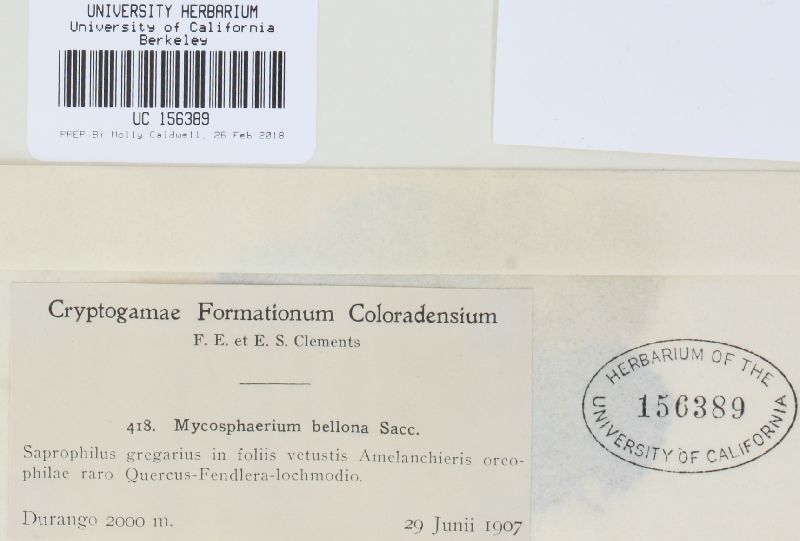 UNIVERSITY HERBARIUM
University of California
Berkeley
UC 156389
PREP BY Molly Caldwell, 26 Feb 2018
Cryptogamae Formationum Coloradensium
F. E. et E. S. Clements
418. Mycosphaerium bellona Sacc.
Saprophilus gregarius in foliis vetustis Amelanchieris oreo-
philae raro Quercus-Fendlera-lochmodio.
Durango 2000 m.
29 Junii 1907
HERBARIUM OF THE
156389
UNIVERSITY OF CALIFORNIA